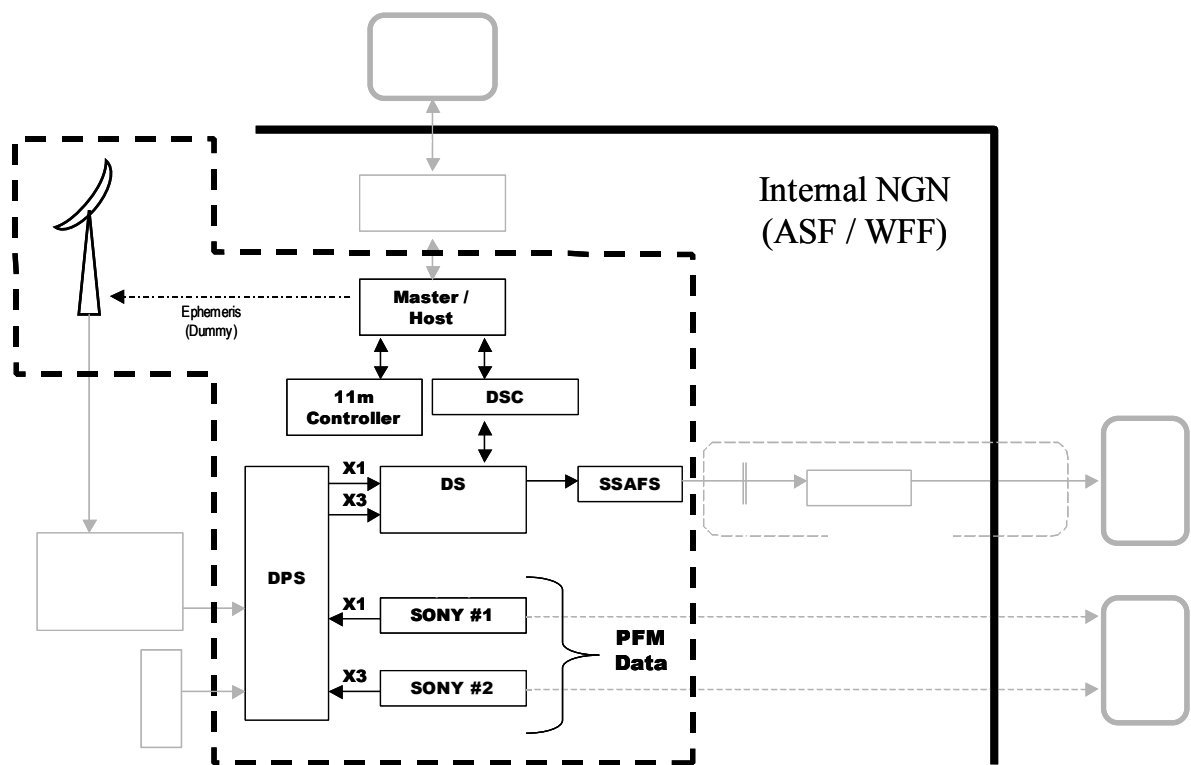 Internal NGN
(ASF / WFF)
Master /
Host
Ephemeris
(Dummy)
11m
Controller
DSC
X1
DS
SSAFS
X3
DPS
X1
SONY #1
PFM
Data
X3
SONY #2